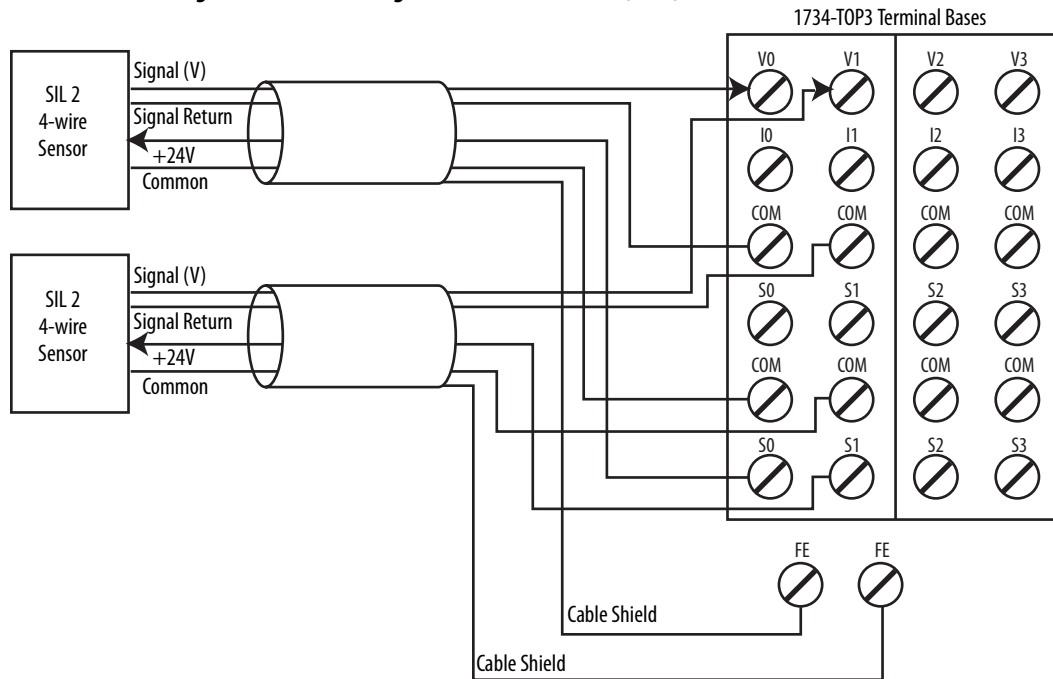 1734-TOP3 Terminal Bases
SIL 2
4-wire
Sensor
Signal (V)
Signal Return
+24V
Common
SIL 2
4-wire
Sensor
Signal (V)
Signal Return
+24V
Common
V0 V1 V2 V3
I0 I1 I2 I3
COM COM COM COM
S0 S1 S2 S3
COM COM COM COM
S0 S1 S2 S3
FE FE
Cable Shield
Cable Shield